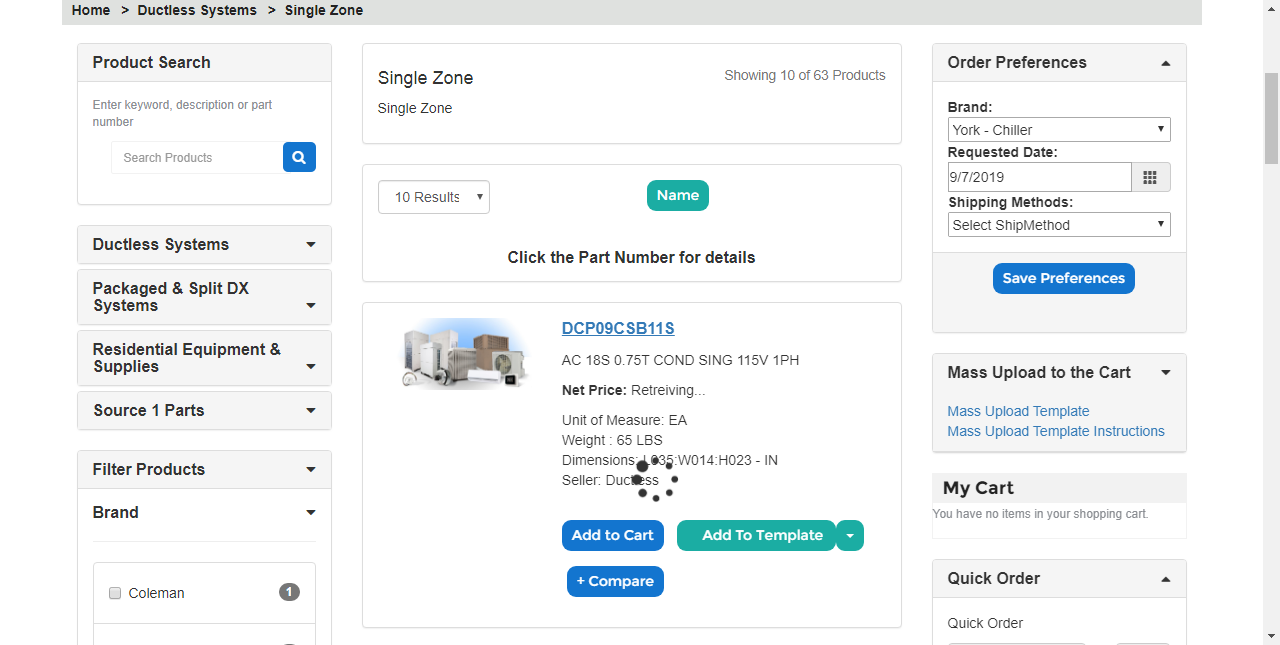 Home > Ductless Systems > Single Zone
Product Search
Enter keyword, description or part
number
Search Products
Ductless Systems
Packaged & Split DX
Systems
Residential Equipment &
Supplies
Source 1 Parts
Filter Products
Brand
Coleman
1
Single Zone
Showing 10 of 63 Products
Single Zone
10 Results
Name
Click the Part Number for details
DCP09CSB11S
AC 18S 0.75T COND SING 115V 1PH
Net Price: Retreiving...
Unit of Measure: EA
Weight : 65 LBS
Dimensions: L035:W014:H023 - IN
Seller: Ductless
Add to Cart
Add To Template
+ Compare
Order Preferences
Brand:
York - Chiller
Requested Date:
9/7/2019
Shipping Methods:
Select ShipMethod
Save Preferences
Mass Upload to the Cart
Mass Upload Template
Mass Upload Template Instructions
My Cart
You have no items in your shopping cart.
Quick Order
Quick Order